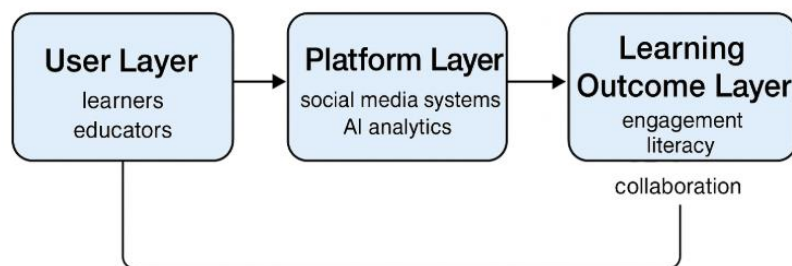 User Layer
learners
educators
Platform Layer
social media systems
AI analytics
Learning
Outcome Layer
engagement
literacy
collaboration